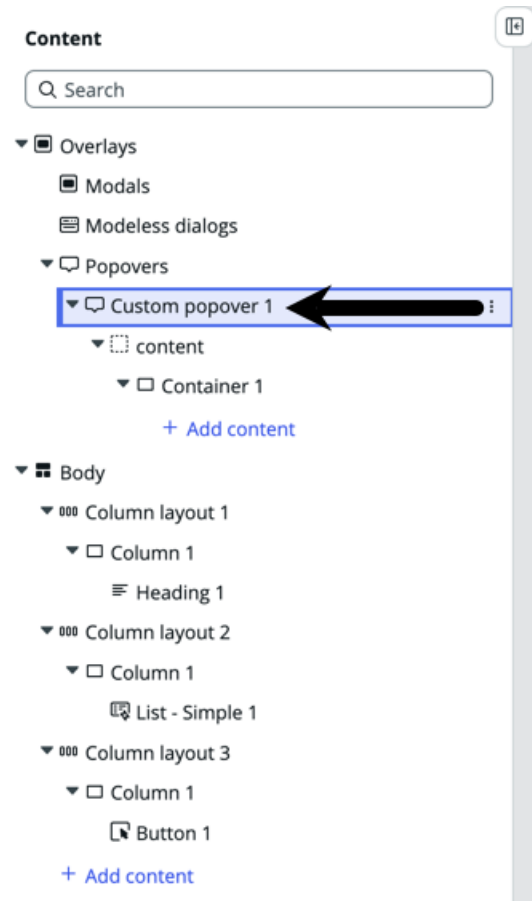 Content
Search
Overlays
Modals
Modeless dialogs
Popovers
Custom popover 1
content
Container 1
+ Add content
Body
Column layout 1
Column 1
Heading 1
Column layout 2
Column 1
List - Simple 1
Column layout 3
Column 1
Button 1
+ Add content